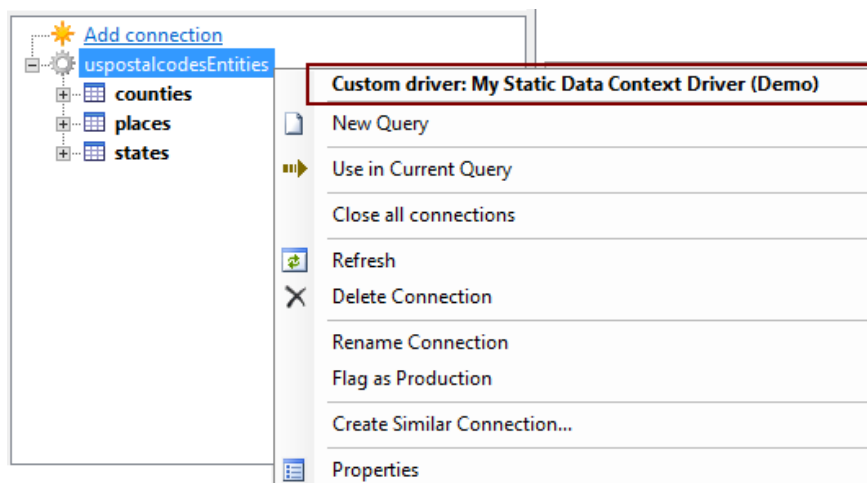 Add connection
uspostalcodesEntities
counties
places
states
Custom driver: My Static Data Context Driver (Demo)
New Query
Use in Current Query
Close all connections
Refresh
Delete Connection
Rename Connection
Flag as Production
Create Similar Connection...
Properties